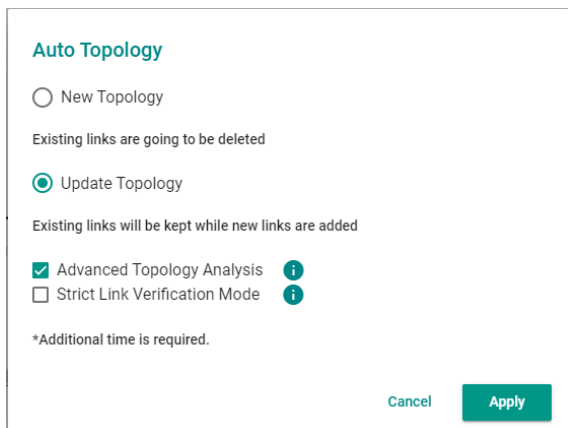 Auto Topology
New Topology
Existing links are going to be deleted
Update Topology
Existing links will be kept while new links are added
Advanced Topology Analysis
Strict Link Verification Mode
*Additional time is required.
Cancel Apply